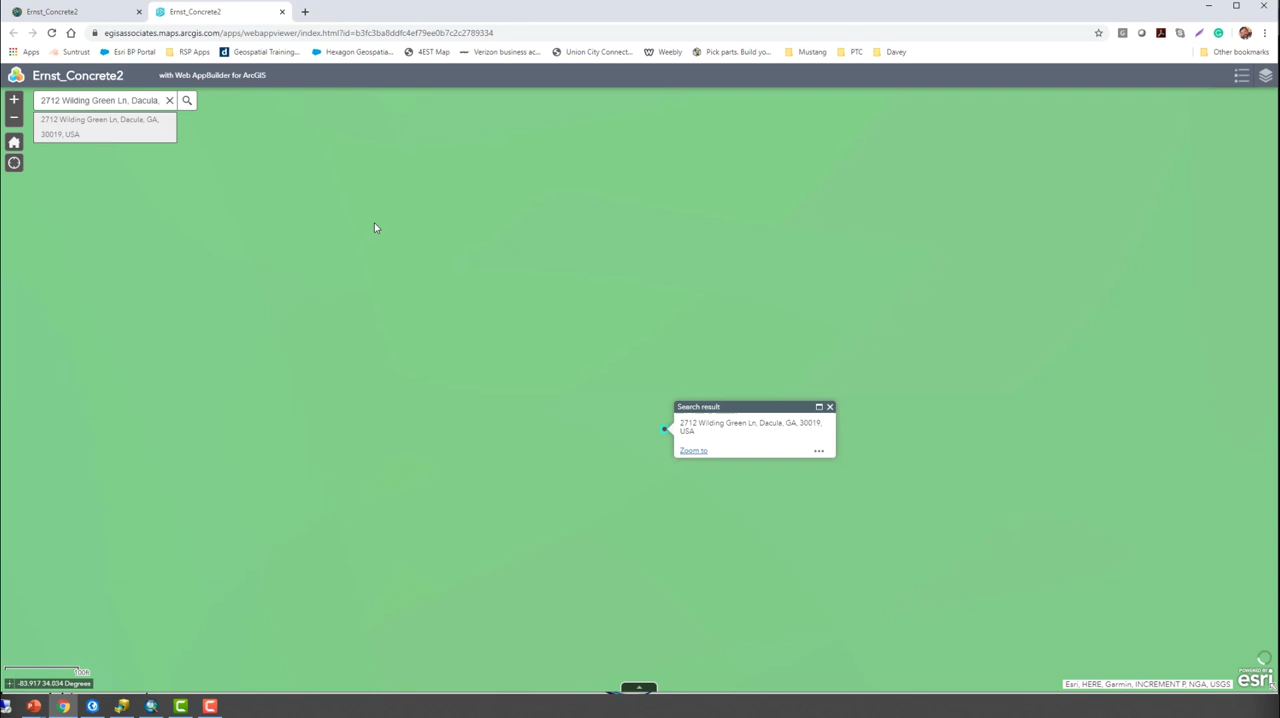 Ernst_Concrete2
Ernst_Concrete2
egisassociates.maps.arcgis.com/apps/webappviewer/index.html?id=b3fc3ba8ddfc4ef79ee0b7c2c2789334
Apps Suntrust Esri BP Portal RSP Apps Geospatial Training... Hexagon Geospatia... 4EST Map Verizon business ac... Union City Connect... Weebly Pick parts. Build yo... Mustang PTC Davey Other bookmarks
Ernst_Concrete2 with Web AppBuilder for ArcGIS
2712 Wilding Green Ln, Dacula,
2712 Wilding Green Ln, Dacula, GA,
30019, USA
Search result
2712 Wilding Green Ln, Dacula, GA, 30019,
USA
Zoom to
-83.917 34.034 Degrees
Esri, HERE, Garmin, INCREMENT P, NGA, USGS
POWERED BY
esri